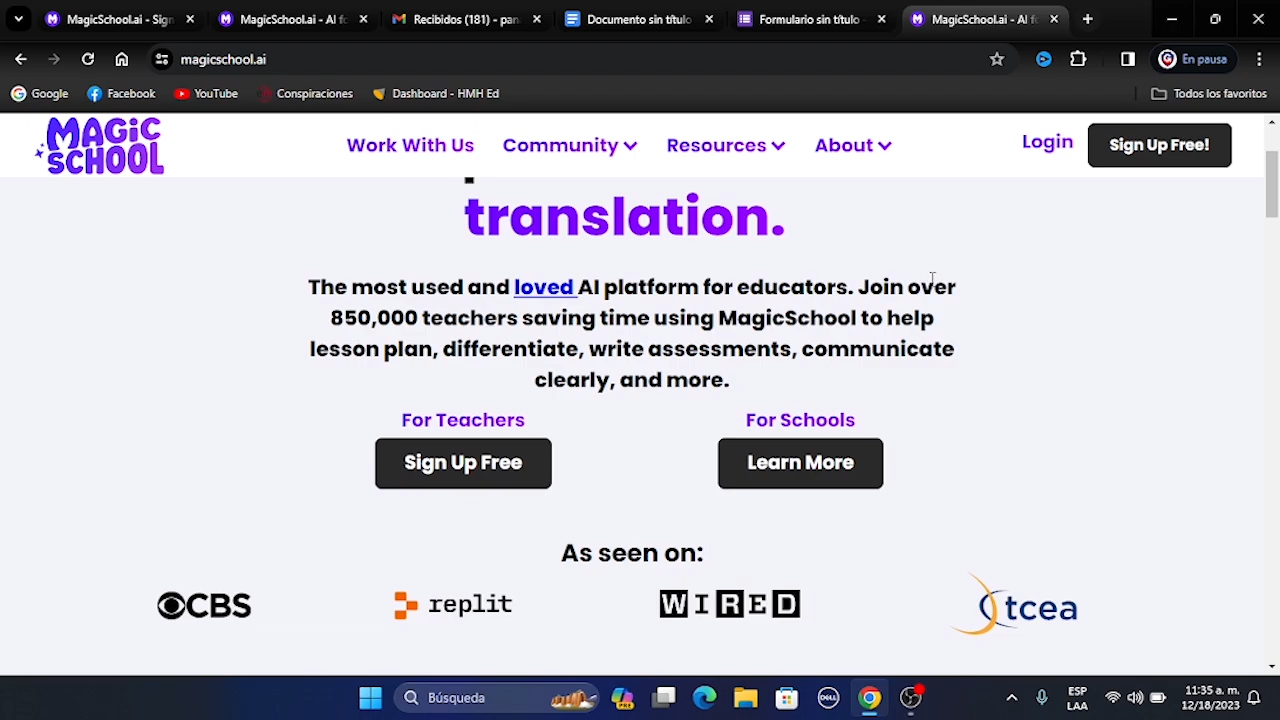 MagicSchool.ai - Sign
MagicSchool.ai - AI fo
Recibidos (181) - pan
Documento sin título
Formulario sin título -
MagicSchool.ai - AI fo
magicschool.ai
En pausa
Google
Facebook
YouTube
Conspiraciones
Dashboard - HMH Ed
Todos los favoritos
MAGiC
SCHOOL
Work With Us
Community
Resources
About
Login
Sign Up Free!
translation.
The most used and loved AI platform for educators. Join over
850,000 teachers saving time using MagicSchool to help
lesson plan, differentiate, write assessments, communicate
clearly, and more.
For Teachers
For Schools
Sign Up Free
Learn More
As seen on:
CBS
replit
WIRED
tcea
Búsqueda
PRE
DELL
ESP
LAA
11:35 a. m.
12/18/2023